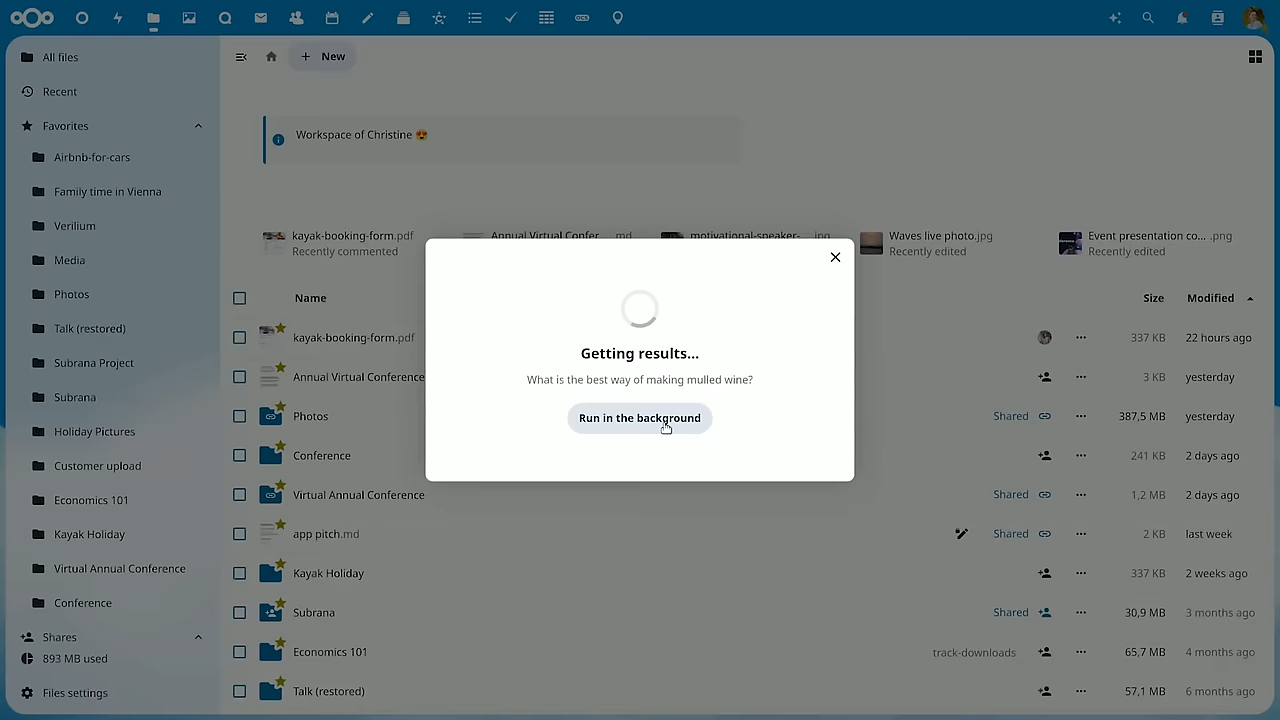 New
All files
Recent
Favorites
Airbnb-for-cars
Family time in Vienna
Verilium
Media
Photos
Talk (restored)
Subrana Project
Subrana
Holiday Pictures
Customer upload
Economics 101
Kayak Holiday
Virtual Annual Conference
Conference
Shares
893 MB used
Files settings
Workspace of Christine 😍
kayak-booking-form.pdf
Recently commented
Annual Virtual Confer .md
motivational-speaker- .jpg
Waves live photo.jpg
Recently edited
Event presentation co... .png
Recently edited
Name Size Modified
kayak-booking-form.pdf 337 KB 22 hours ago
Annual Virtual Conference 3 KB yesterday
Photos Shared 387,5 MB yesterday
Conference 241 KB 2 days ago
Virtual Annual Conference Shared 1,2 MB 2 days ago
app pitch.md Shared 2 KB last week
Kayak Holiday 337 KB 2 weeks ago
Subrana Shared 30,9 MB 3 months ago
Economics 101 track-downloads 65,7 MB 4 months ago
Talk (restored) 57,1 MB 6 months ago
Getting results...
What is the best way of making mulled wine?
Run in the background